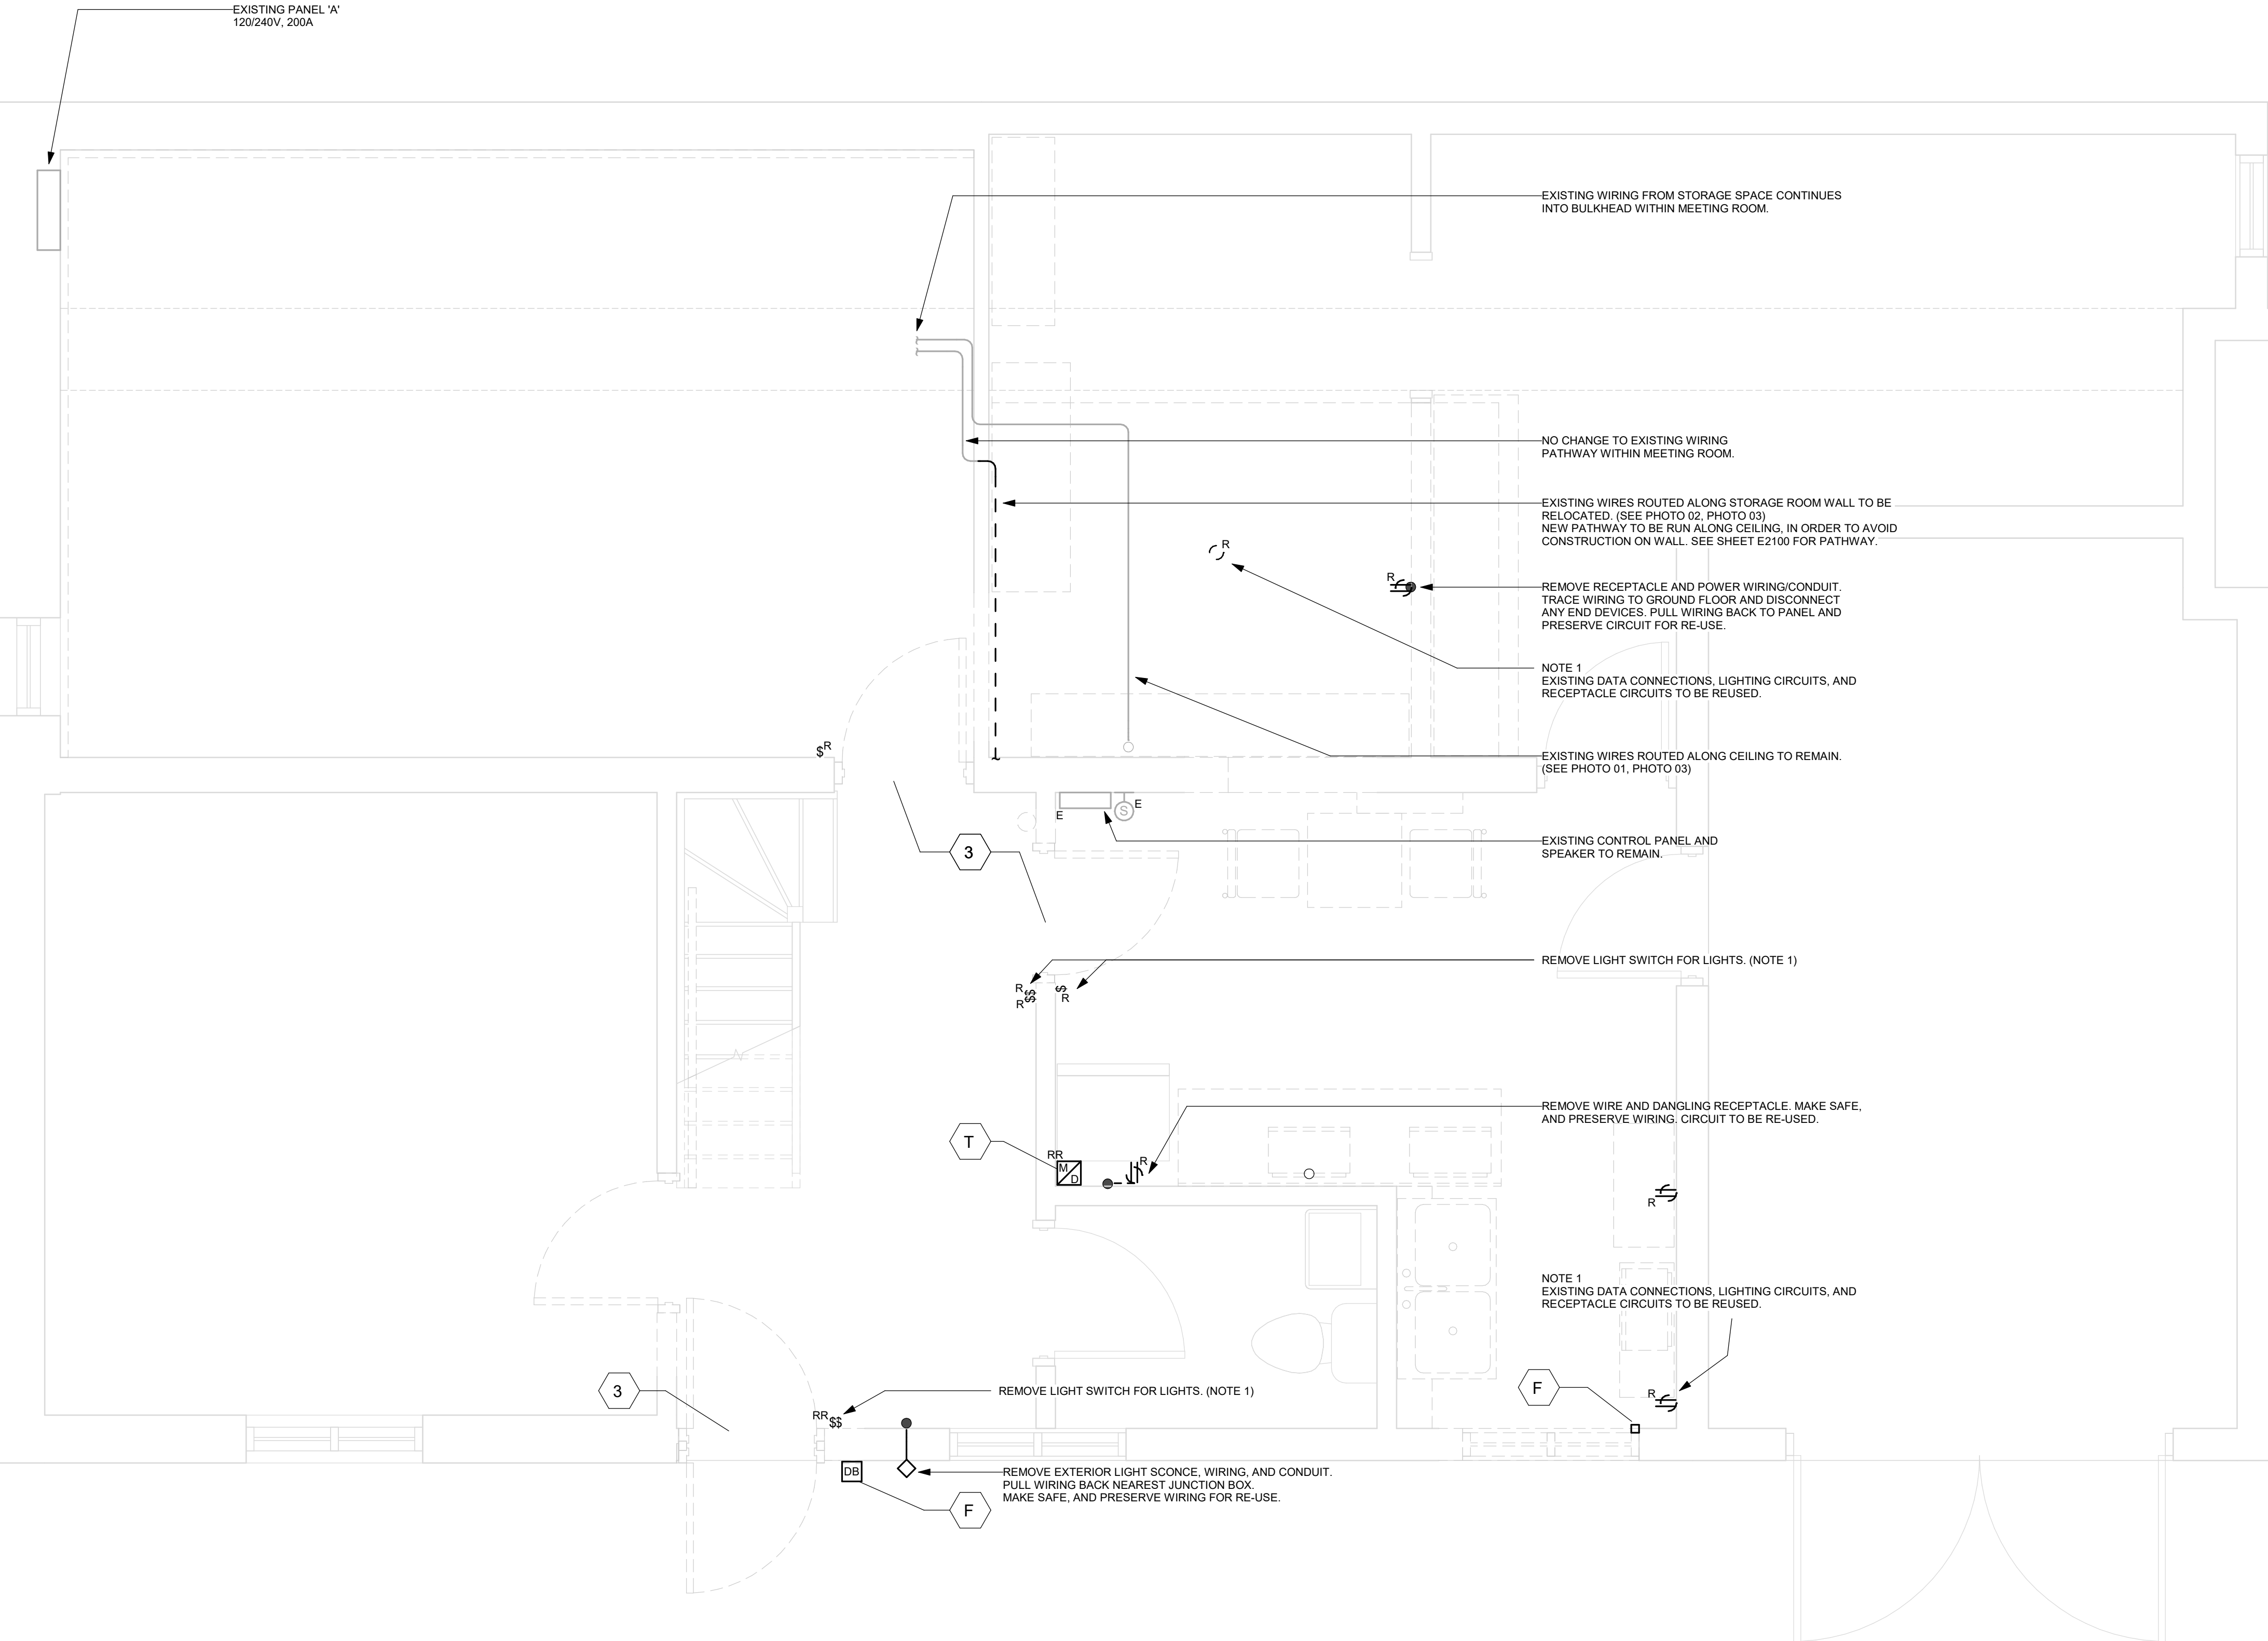 EXISTING PANEL 'A'
120/240V, 200A
EXISTING WIRING FROM STORAGE SPACE CONTINUES
INTO BULKHEAD WITHIN MEETING ROOM.
NO CHANGE TO EXISTING WIRING
PATHWAY WITHIN MEETING ROOM.
EXISTING WIRES ROUTED ALONG STORAGE ROOM WALL TO BE
RELOCATED. (SEE PHOTO 02, PHOTO 03)
NEW PATHWAY TO BE RUN ALONG CEILING, IN ORDER TO AVOID
CONSTRUCTION ON WALL. SEE SHEET E2100 FOR PATHWAY.
R
R
REMOVE RECEPTACLE AND POWER WIRING/CONDUIT.
TRACE WIRING TO GROUND FLOOR AND DISCONNECT
ANY END DEVICES. PULL WIRING BACK TO PANEL AND
PRESERVE CIRCUIT FOR RE-USE.
NOTE 1
EXISTING DATA CONNECTIONS, LIGHTING CIRCUITS, AND
RECEPTACLE CIRCUITS TO BE REUSED.
$R
EXISTING WIRES ROUTED ALONG CEILING TO REMAIN.
(SEE PHOTO 01, PHOTO 03)
E
S
E
EXISTING CONTROL PANEL AND
SPEAKER TO REMAIN.
3
REMOVE LIGHT SWITCH FOR LIGHTS. (NOTE 1)
R
R
$$
$
R
REMOVE WIRE AND DANGLING RECEPTACLE. MAKE SAFE,
AND PRESERVE WIRING. CIRCUIT TO BE RE-USED.
T
RR
M
D
R
R
NOTE 1
EXISTING DATA CONNECTIONS, LIGHTING CIRCUITS, AND
RECEPTACLE CIRCUITS TO BE REUSED.
3
REMOVE LIGHT SWITCH FOR LIGHTS. (NOTE 1)
RR
$$
F
R
DB
REMOVE EXTERIOR LIGHT SCONCE, WIRING, AND CONDUIT.
PULL WIRING BACK NEAREST JUNCTION BOX.
MAKE SAFE, AND PRESERVE WIRING FOR RE-USE.
F